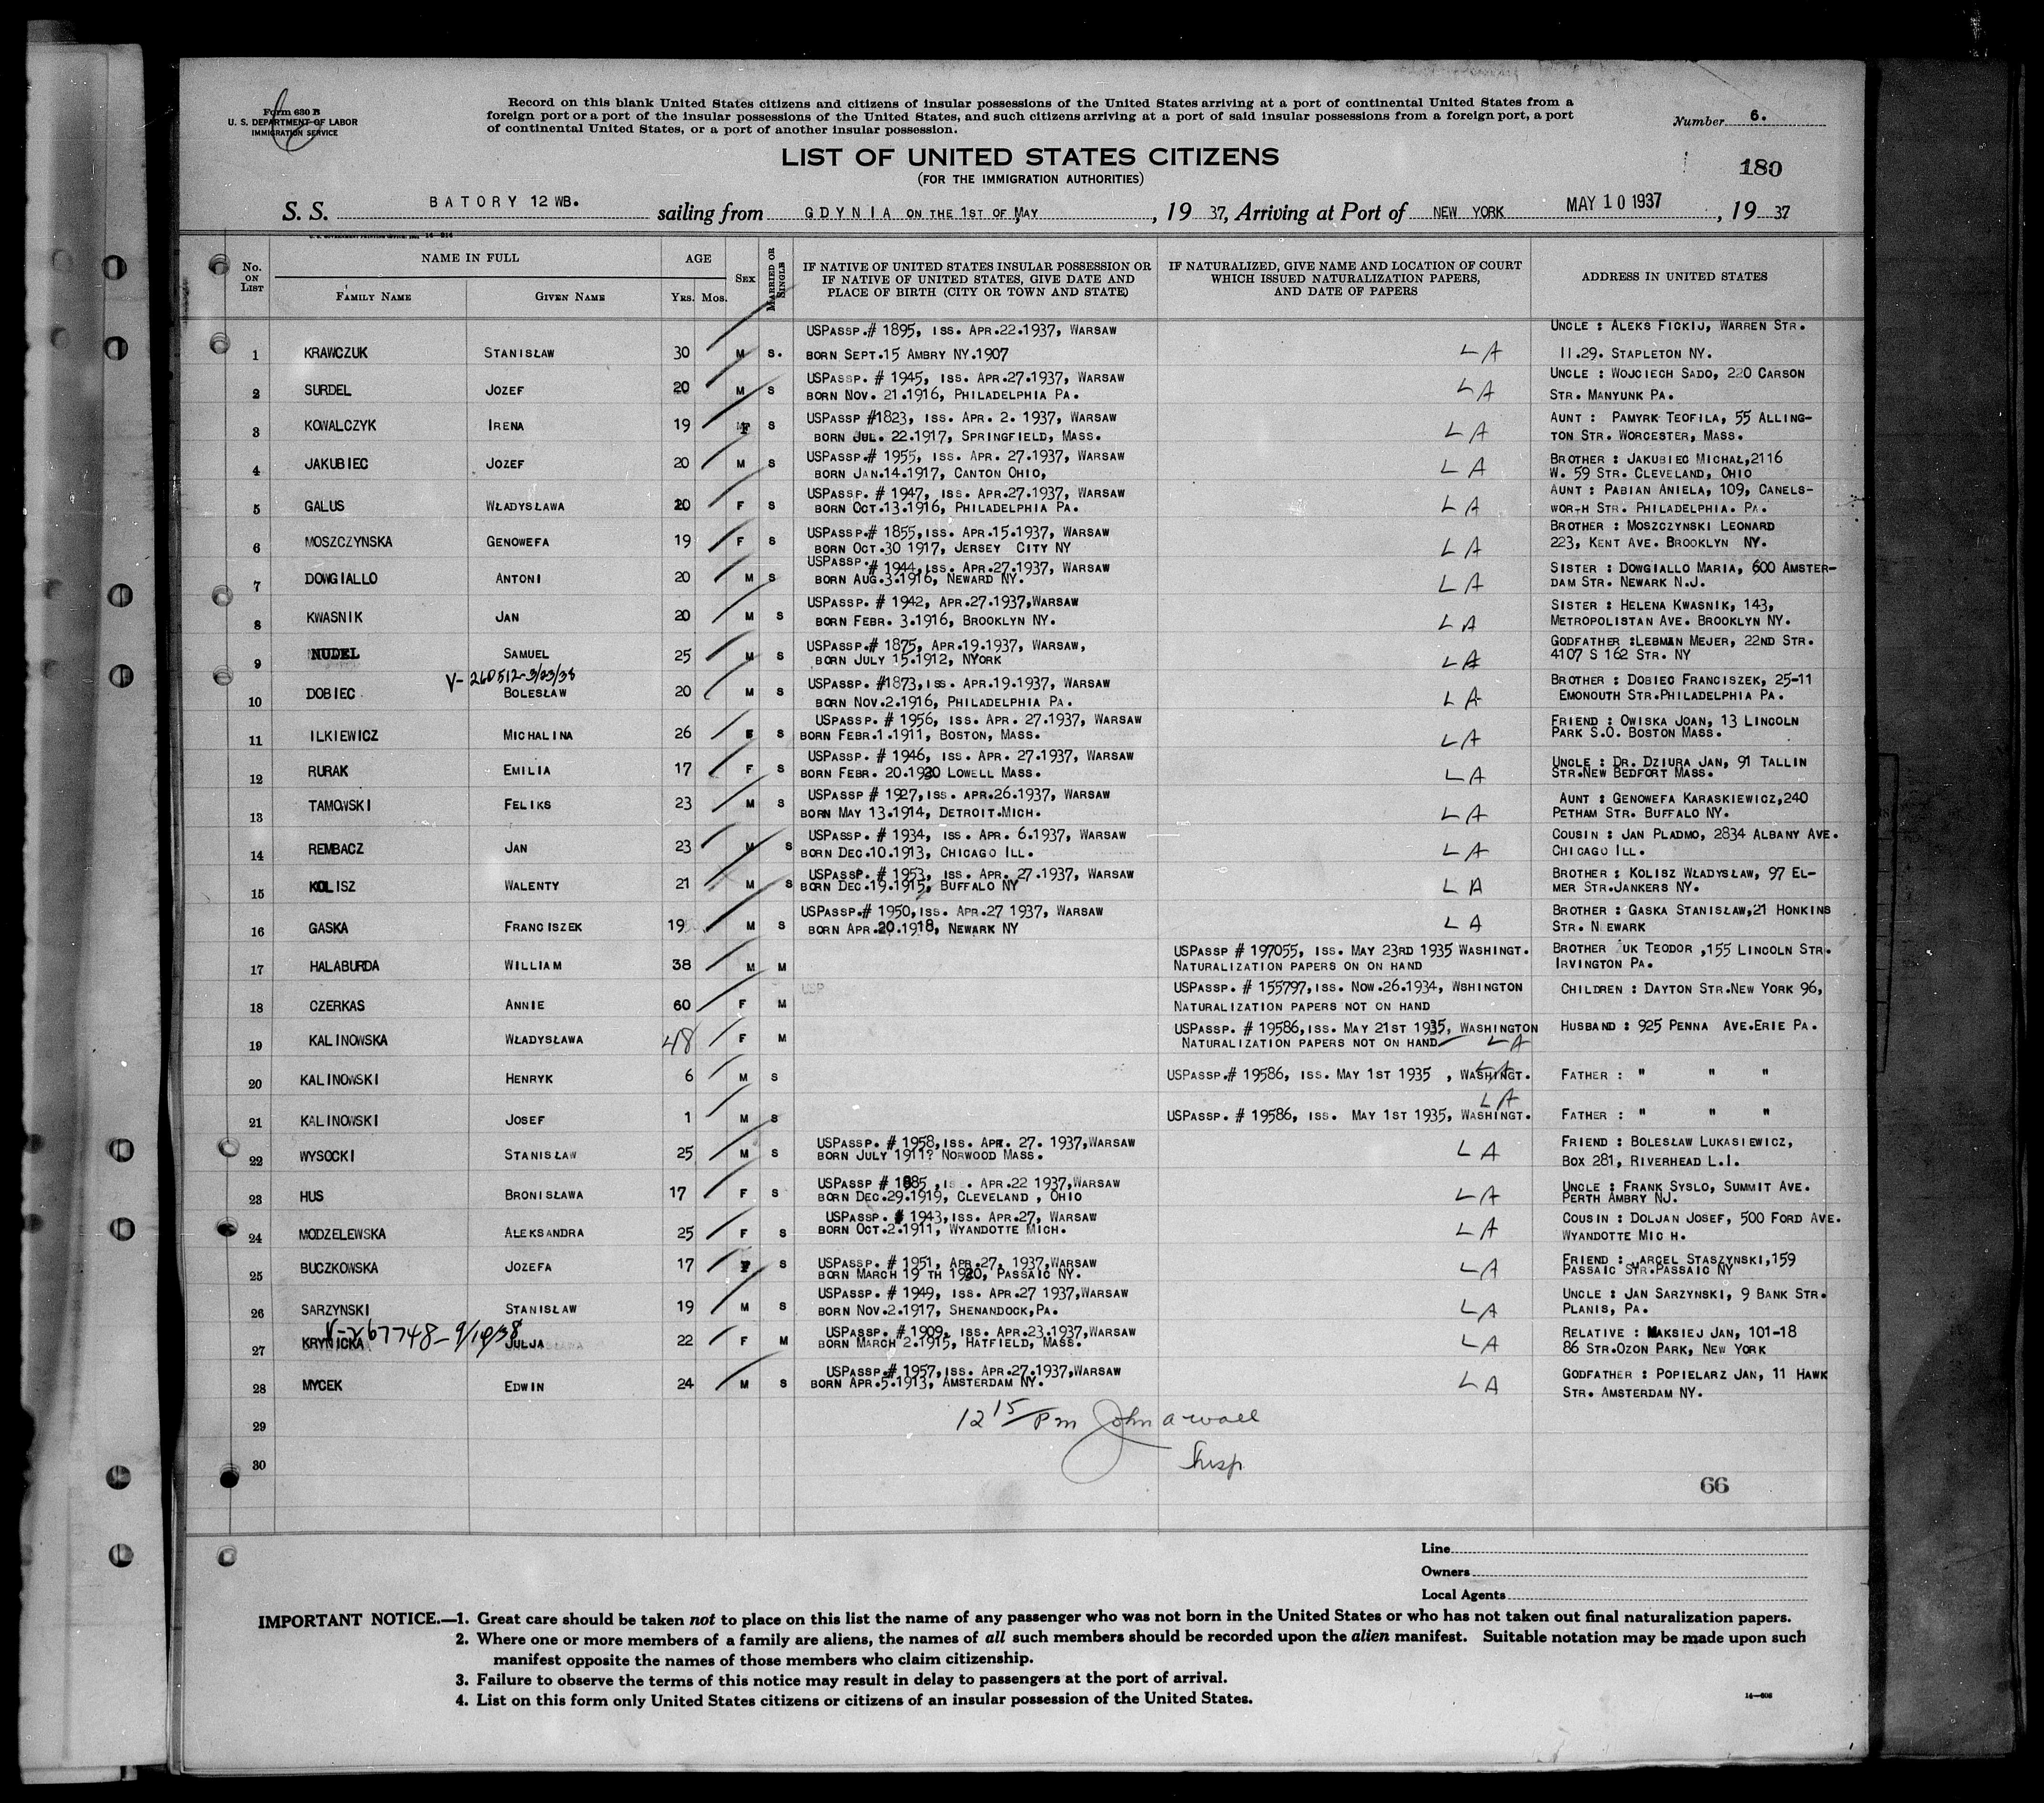 Form 630 B
U. S. DEPARTMENT OF LABOR
IMMIGRATION SERVICE
Record on this blank United States citizens and citizens of insular possessions of the United States arriving at a port of continental United States from a
foreign port or a port of the insular possessions of the United States, and such citizens arriving at a port of said insular possessions from a foreign port, a port
of continental United States, or a port of another insular possession.
Number 6.
LIST OF UNITED STATES CITIZENS
(FOR THE IMMIGRATION AUTHORITIES)
180
S. S. BATORY 12 WB. sailing from GDYNIA ON THE 1ST OF MAY, 19 37, Arriving at Port of NEW YORK MAY 10 1937, 19 37
No. ON LIST
NAME IN FULL
FAMILY NAME
GIVEN NAME
AGE
YRS. MOS.
SEX
MARRIED OR SINGLE
IF NATIVE OF UNITED STATES INSULAR POSSESSION OR
IF NATIVE OF UNITED STATES, GIVE DATE AND
PLACE OF BIRTH (CITY OR TOWN AND STATE)
IF NATURALIZED, GIVE NAME AND LOCATION OF COURT
WHICH ISSUED NATURALIZATION PAPERS,
AND DATE OF PAPERS
ADDRESS IN UNITED STATES
USPASSP.# 1895, ISS. APR.22.1937, WARSAW UNCLE : ALEKS FICKIJ, WARREN STR.
1 KRAWCZUK STANISŁAW 30 M S. BORN SEPT.15 AMBRY NY.1907 LA 11.29. STAPLETON NY.
USPASSP. # 1945, ISS. APR.27.1937, WARSAW UNCLE : WOJCIECH SADO, 220 CARSON
2 SURDEL JOZEF 20 M S BORN NOV. 21.1916, PHILADELPHIA PA. LA STR. MANYUNK PA.
USPASSP #1823, ISS. APR. 2. 1937, WARSAW AUNT : PAMYRK TEOFILA, 55 ALLING-
3 KOWALCZYK IRENA 19 F S BORN JUL. 22.1917, SPRINGFIELD, MASS. LA TON STR. WORCESTER, MASS.
USPASSP.# 1955, ISS. APR. 27.1937, WARSAW BROTHER : JAKUBIEC MICHAŁ,2116
4 JAKUBIEC JOZEF 20 M S BORN JAN.14.1917, CANTON OHIO, LA W. 59 STR. CLEVELAND, OHIO
USPASSP. # 1947, ISS. APR.27.1937, WARSAW AUNT : PABIAN ANIELA, 109, CANELS-
5 GALUS WŁADYSŁAWA 20 F S BORN OCT.13.1916, PHILADELPHIA PA. LA WORTH STR. PHILADELPHIA. PA.
USPASSP.# 1855,ISS. APR.15.1937, WARSAW BROTHER : MOSZCZYNSKI LEONARD
6 MOSZCZYNSKA GENOWEFA 19 F S BORN OCT.30 1917, JERSEY CITY NY LA 223, KENT AVE. BROOKLYN NY.
USPASSP. # 1944,ISS. APR.27.1937, WARSAW SISTER : DOWGIALLO MARIA, 600 AMSTER-
7 DOWGIALLO ANTONI 20 M S BORN AUG.3.1916, NEWARD NY. LA DAM STR. NEWARK N.J.
USPASSP. # 1942, APR.27.1937,WARSAW SISTER : HELENA KWASNIK, 143,
8 KWASNIK JAN 20 M S BORN FEBR. 3.1916, BROOKLYN NY. LA METROPOLISTAN AVE. BROOKLYN NY.
USPASSP.# 1875, APR.19.1937, WARSAW, GODFATHER :LEBMAN MEJER, 22ND STR.
9 NUDEL SAMUEL 25 M S BORN JULY 15.1912, NYORK LA 4107 S 162 STR. NY
V-260512-3/23/38
USPASSP. #1873,ISS. APR.19.1937, WARSAW BROTHER : DOBIEC FRANCISZEK, 25-11
10 DOBIEC BOLESŁAW 20 M S BORN NOV.2.1916, PHILADELPHIA PA. LA EMONOUTH STR.PHILADELPHIA PA.
USPASSP. # 1956, ISS. APR. 27.1937, WARSAW FRIEND : OWISKA JOAN, 13 LINCOLN
11 ILKIEWICZ MICHALINA 26 F S BORN FEBR.1.1911, BOSTON, MASS. LA PARK S.O. BOSTON MASS.
USPASSP. # 1946, ISS. APR. 27.1937, WARSAW UNCLE : DR. DZIURA JAN, 91 TALLIN
12 RURAK EMILIA 17 F S BORN FEBR. 20.1920 LOWELL MASS. LA STR.NEW BEDFORT MASS.
USPASSP # 1927,ISS. APR.26.1937, WARSAW AUNT : GENOWEFA KARASKIEWICZ,240
13 TAMOWSKI FELIKS 23 M S BORN MAY 13.1914, DETROIT.MICH. LA PETHAM STR. BUFFALO NY.
USPASSP. # 1934, ISS. APR. 6.1937, WARSAW COUSIN : JAN PLADMO, 2834 ALBANY AVE.
14 REMBACZ JAN 23 M S BORN DEC.10.1913, CHICAGO ILL. LA CHICAGO ILL.
USPASSP. # 1953, ISS. APR. 27.1937, WARSAW BROTHER : KOLISZ WŁADYSŁAW, 97 EL-
15 KOLISZ WALENTY 21 M S BORN DEC.19.1915, BUFFALO NY LA MER STR.JANKERS NY.
USPASSP.# 1950,ISS. APR.27 1937, WARSAW BROTHER : GASKA STANISŁAW,21 HONKINS
16 GASKA FRANCISZEK 19 M S BORN APR.20.1918, NEWARK NY LA STR. NEWARK
USPASSP # 197055, ISS. MAY 23RD 1935 WASHINGT. BROTHER UK TEODOR ,155 LINCOLN STR.
17 HALABURDA WILLIAM 38 M M NATURALIZATION PAPERS ON ON HAND IRVINGTON PA.
USP USPASSP. # 155797,ISS. NOW.26.1934, WSHINGTON CHILDREN : DAYTON STR.NEW YORK 96,
18 CZERKAS ANNIE 60 F M NATURALIZATION PAPERS NOT ON HAND
USPASSP. # 19586,ISS. MAY 21ST 1935, WASHINGTON HUSBAND : 925 PENNA AVE.ERIE PA.
19 KALINOWSKA WŁADYSŁAWA 48 F M NATURALIZATION PAPERS NOT ON HAND LA
20 KALINOWSKI HENRYK 6 M S USPASSP.# 19586, ISS. MAY 1ST 1935 , WASHINGT. LA FATHER : " " "
21 KALINOWSKI JOSEF 1 M S USPASSP. # 19586, ISS. MAY 1ST 1935, WASHINGT. LA FATHER : " " "
USPASSP. # 1958,ISS. APR. 27. 1937,WARSAW FRIEND : BOLESŁAW LUKASIEWICZ,
22 WYSOCKI STANISŁAW 25 M S BORN JULY 1911? NORWOOD MASS. LA BOX 281, RIVERHEAD L.I.
USPASSP # 1885 ,IS . APR.22 1937,WARSAW UNCLE : FRANK SYSLO, SUMMIT AVE.
23 HUS BRONISŁAWA 17 F S BORN DEC.29.1919, CLEVELAND , OHIO LA PERTH AMBRY NJ.
USPASSP. # 1943,ISS. APR.27, WARSAW COUSIN : DOLJAN JOSEF, 500 FORD AVE.
24 MODZELEWSKA ALEKSANDRA 25 F S BORN OCT.2.1911, WYANDOTTE MICH. LA WYANDOTTE MICH.
USPASSP. # 1951, APR.27, 1937,WARSAW FRIEND : JARCEL STASZYNSKI,159
25 BUCZKOWSKA JOZEFA 17 F S BORN MARCH 19 TH 1920, PASSAIC NY. LA PASSAIC STR.PASSAIC NY
USPASSP. # 1949, ISS. APR.27 1937,WARSAW UNCLE : JAN SARZYNSKI, 9 BANK STR.
26 SARZYNSKI STANISŁAW 19 M S BORN NOV.2.1917, SHENANDOCK,PA. LA PLANIS, PA.
V-267748-9/10/38
USPASSP. # 1909, ISS. APR.23.1937,WARSAW RELATIVE : MAKSIEJ JAN, 101-18
27 KRYNICKA JULJA 22 F M BORN MARCH 2.1915, HATFIELD, MASS. LA 86 STR.OZON PARK, NEW YORK
USPASSP.# 1957,ISS. APR.27.1937,WARSAW GODFATHER : POPIELARZ JAN, 11 HAWK
28 MYCEK EDWIN 24 M S BORN APR.5.1913, AMSTERDAM NY. LA STR. AMSTERDAM NY.
29 12 15/pm John a wall
30 Insp
66
Line
Owners
Local Agents
IMPORTANT NOTICE.—1. Great care should be taken not to place on this list the name of any passenger who was not born in the United States or who has not taken out final naturalization papers.
2. Where one or more members of a family are aliens, the names of all such members should be recorded upon the alien manifest. Suitable notation may be made upon such
manifest opposite the names of those members who claim citizenship.
3. Failure to observe the terms of this notice may result in delay to passengers at the port of arrival.
4. List on this form only United States citizens or citizens of an insular possession of the United States.
14—606